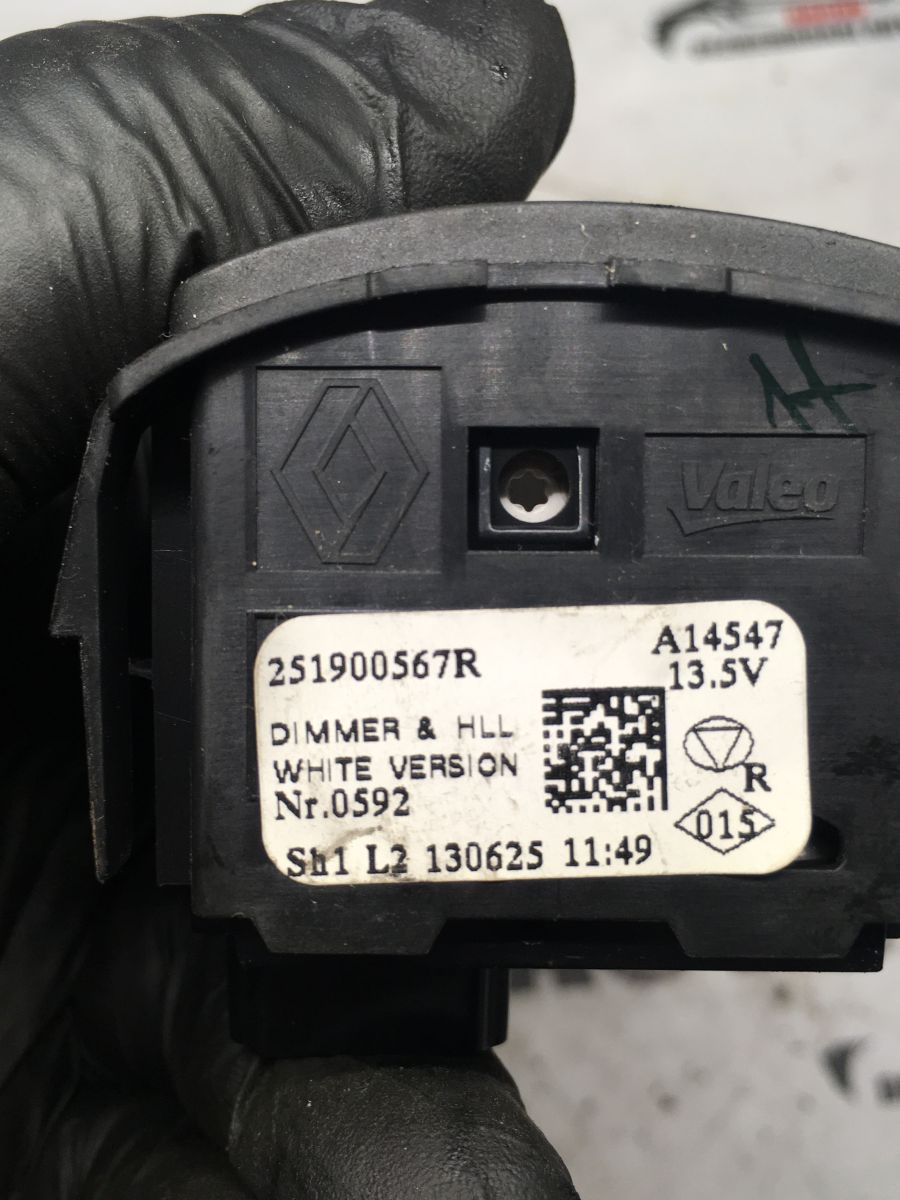 Valeo
251900567R
A14547
13.5V
DIMMER & HLL
WHITE VERSION
R
Nr.0592
015
Sh1 L2 130625 11:49